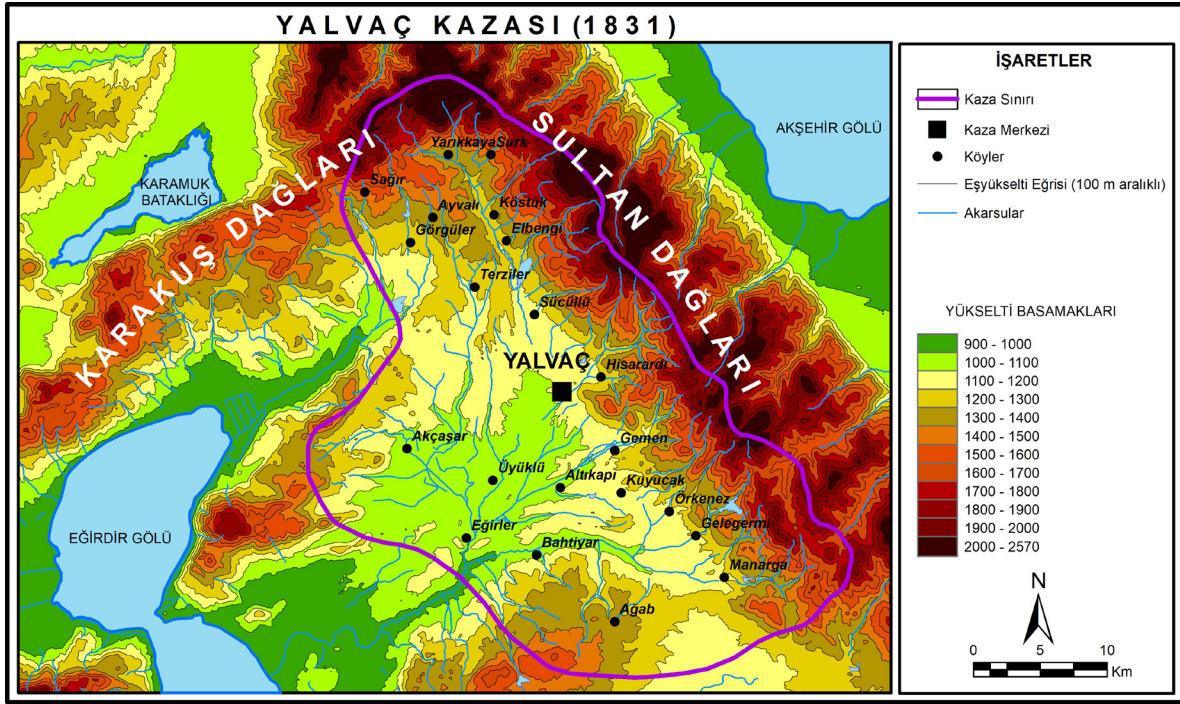 YALVAÇ KAZASI (1831)
KARAMUK
BATAKLIĞI
AKŞEHİR GÖLÜ
KARAKUŞ DAĞLARI
SULTAN DAĞLARI
Yarıkkaya
Surk
Sağır
Ayvalı
Köstük
Görgüler
Elbengi
Terziler
Sücüllü
YALVAÇ
Hisarardı
Akçaşar
Gemen
Üyüklü
Altıkapı
Kuyucak
Örkenez
Eğirler
Gelegermi
Bahtiyar
Manarga
Ağab
EĞİRDİR GÖLÜ
İŞARETLER
Kaza Sınırı
Kaza Merkezi
Köyler
Eşyükselti Eğrisi (100 m aralıklı)
Akarsular
YÜKSELTİ BASAMAKLARI
900 - 1000
1000 - 1100
1100 - 1200
1200 - 1300
1300 - 1400
1400 - 1500
1500 - 1600
1600 - 1700
1700 - 1800
1800 - 1900
1900 - 2000
2000 - 2570
N
0 5 10
Km